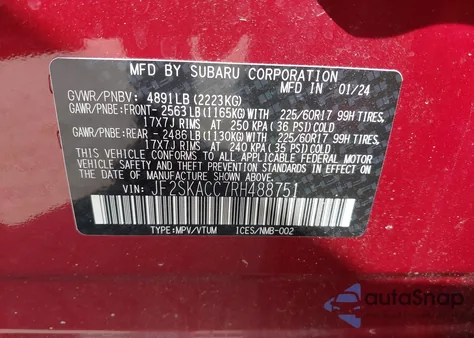 MFD BY SUBARU CORPORATION
MFD IN 01/24
GVWR/PNBV: 4891LB (2223KG)
GAWR/PNBE:FRONT- 2563LB (1165KG) WITH 225/60R17 99H TIRES,
17X7J RIMS AT 250 KPA (36 PSI) COLD
GAWR/PNBE:REAR - 2486LB (1130KG) WITH 225/60R17 99H TIRES,
17X7J RIMS AT 240 KPA (35 PSI) COLD
THIS VEHICLE CONFORMS TO ALL APPLICABLE FEDERAL MOTOR
VEHICLE SAFETY AND THEFT PREVENTION STANDARDS IN EFFECT ON
THE DATE OF MANUFACTURE SHOWN ABOVE.
VIN: JF2SKACC7RH488751
TYPE:MPV/VTUM ICES/NMB-002
autoSnap